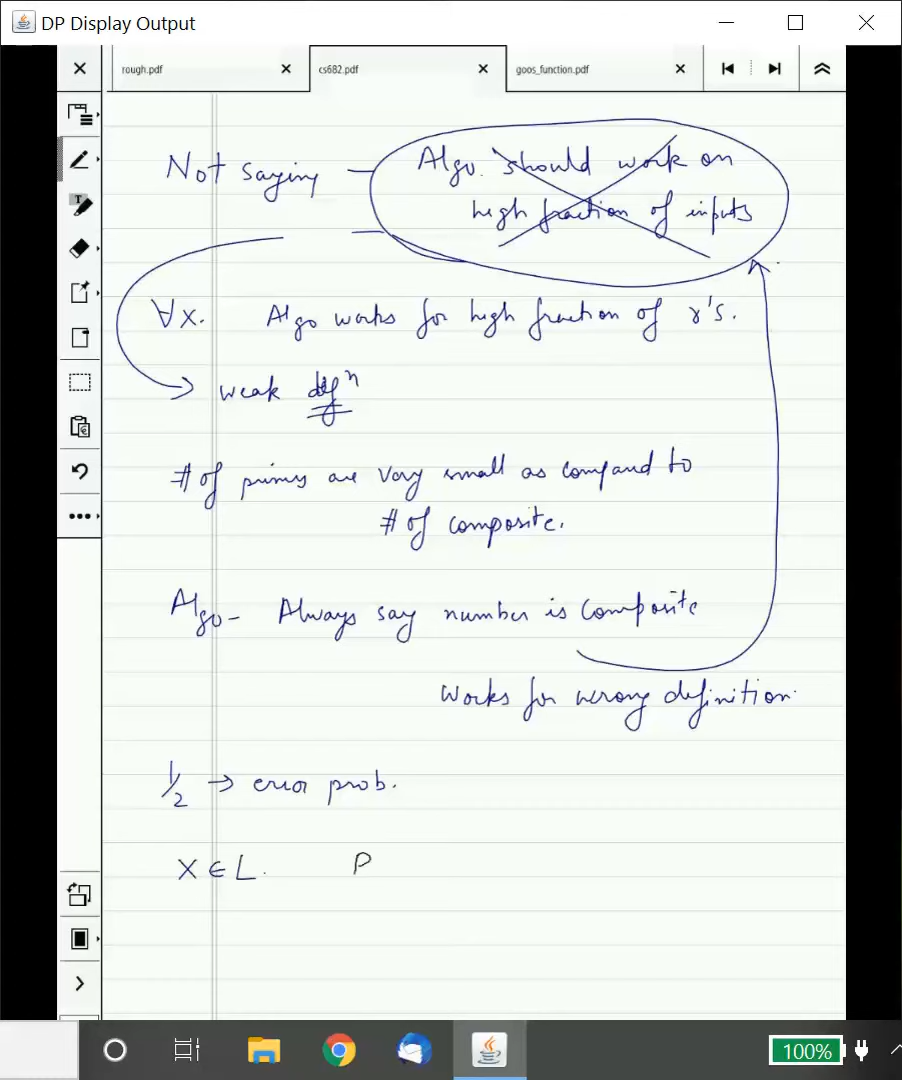 DP Display Output
rough.pdf
cs682.pdf
goos_function.pdf
Not saying — Algo. should work on
high fraction of inputs
∀x. Algo works for high fraction of r's.
→ weak defⁿ
# of primes are very small as compared to
# of composite.
Algo – Always say number is composite
Works for wrong definition.
1/2 → error prob.
X ∈ L. P
100%